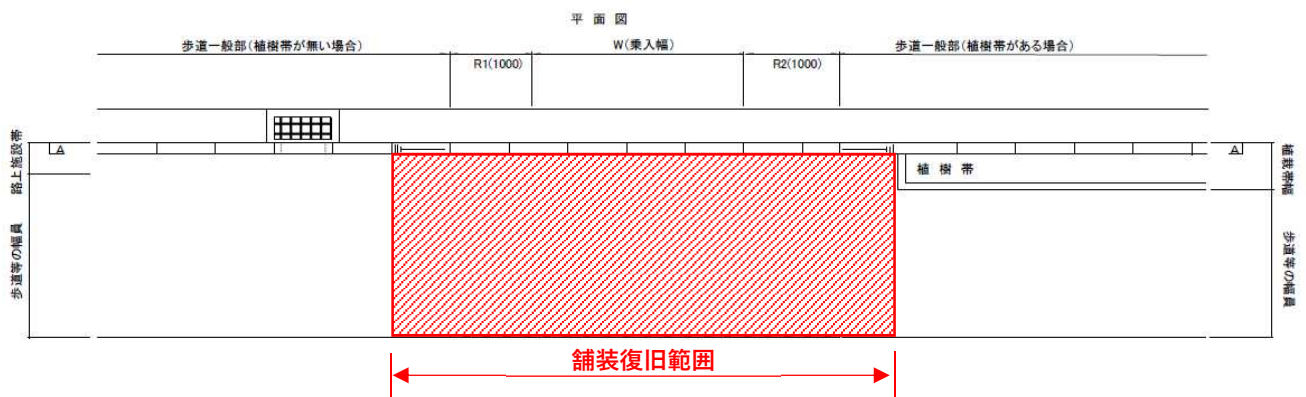 平面図
歩道一般部(植樹帯が無い場合)
W(乗入幅)
歩道一般部(植樹帯がある場合)
R1(1000)
R2(1000)
路上施設帯
A
A
植栽帯幅
植樹帯
歩道等の幅員
歩道等の幅員
舗装復旧範囲